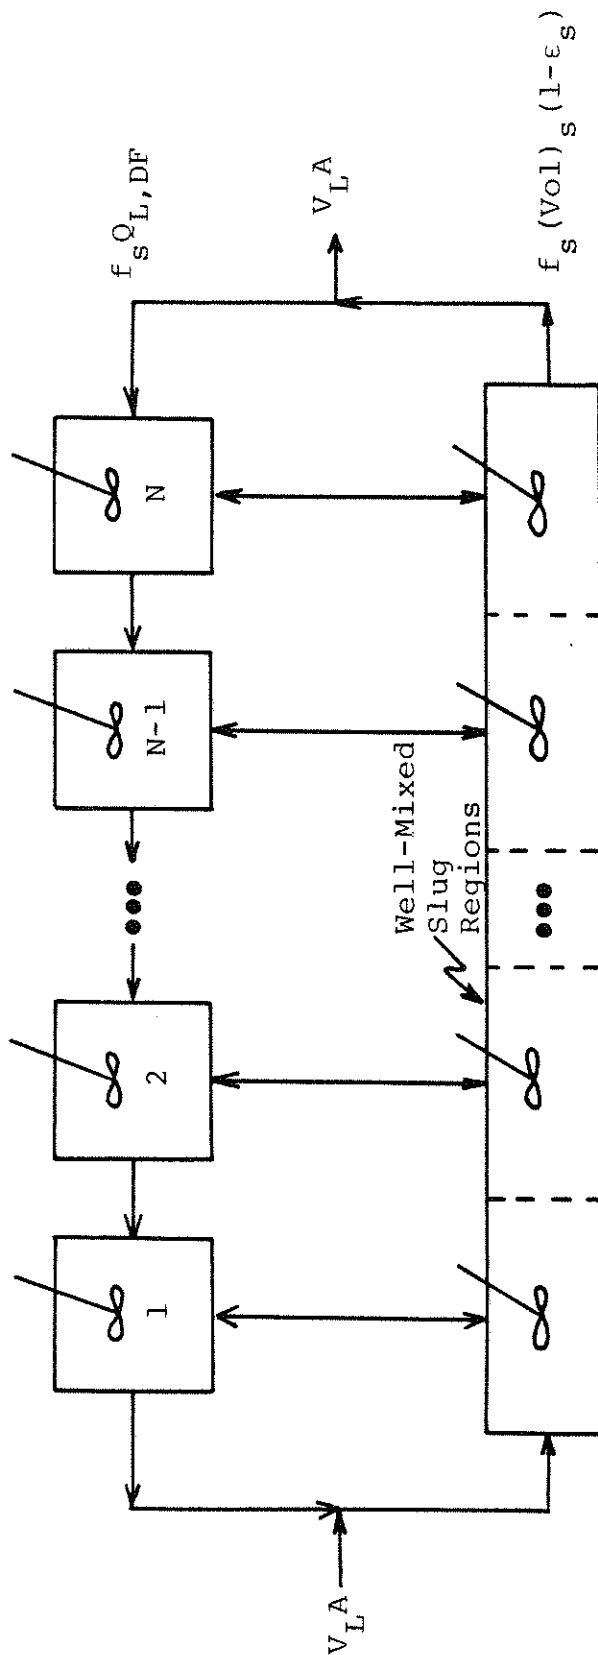 f_s Q_L,DF
V_L A
f_s (Vol)_s (1-ε_s)
1
2
N-1
N
Well-Mixed
Slug
Regions
V_L A